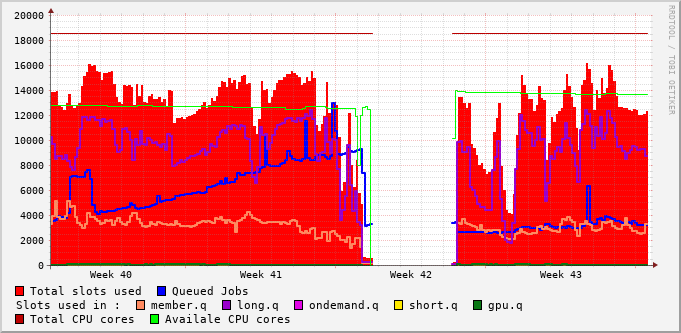 20000
18000
16000
14000
12000
10000
8000
6000
4000
2000
0
Week 40 Week 41 Week 42 Week 43
RRDTOOL / TOBI OETIKER
Total slots used Queued Jobs
Slots used in : member.q long.q ondemand.q short.q gpu.q
Total CPU cores Availale CPU cores